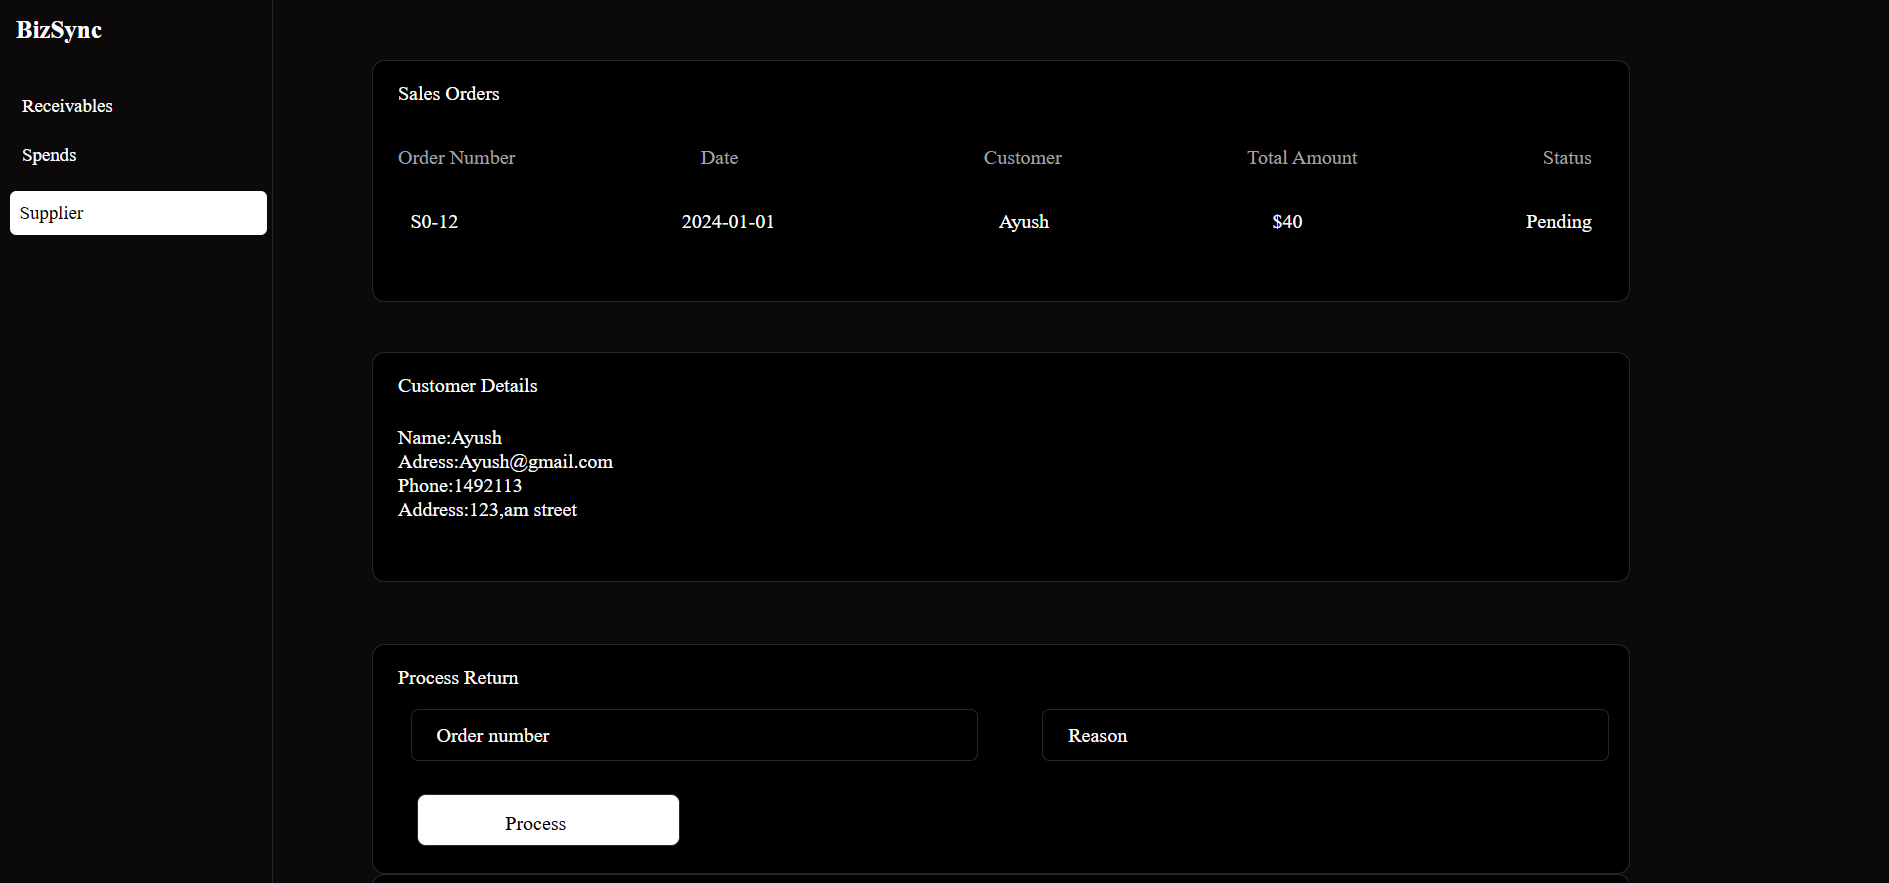 BizSync
Receivables
Spends
Supplier
Sales Orders
Order Number Date Customer Total Amount Status
S0-12 2024-01-01 Ayush $40 Pending
Customer Details
Name:Ayush
Adress:Ayush@gmail.com
Phone:1492113
Address:123,am street
Process Return
Order number Reason
Process